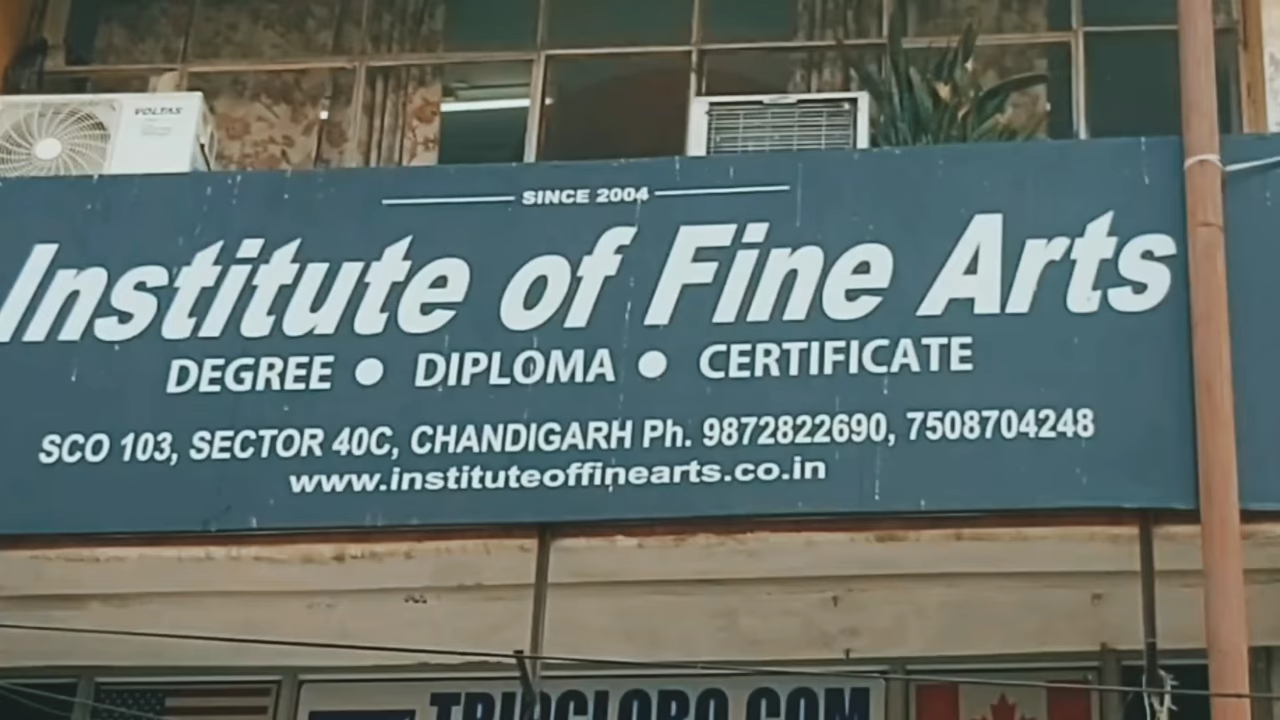 VOLTAS
SINCE 2004
Institute of Fine Arts
DEGREE ● DIPLOMA ● CERTIFICATE
SCO 103, SECTOR 40C, CHANDIGARH Ph. 9872822690, 7508704248
www.instituteoffinearts.co.in